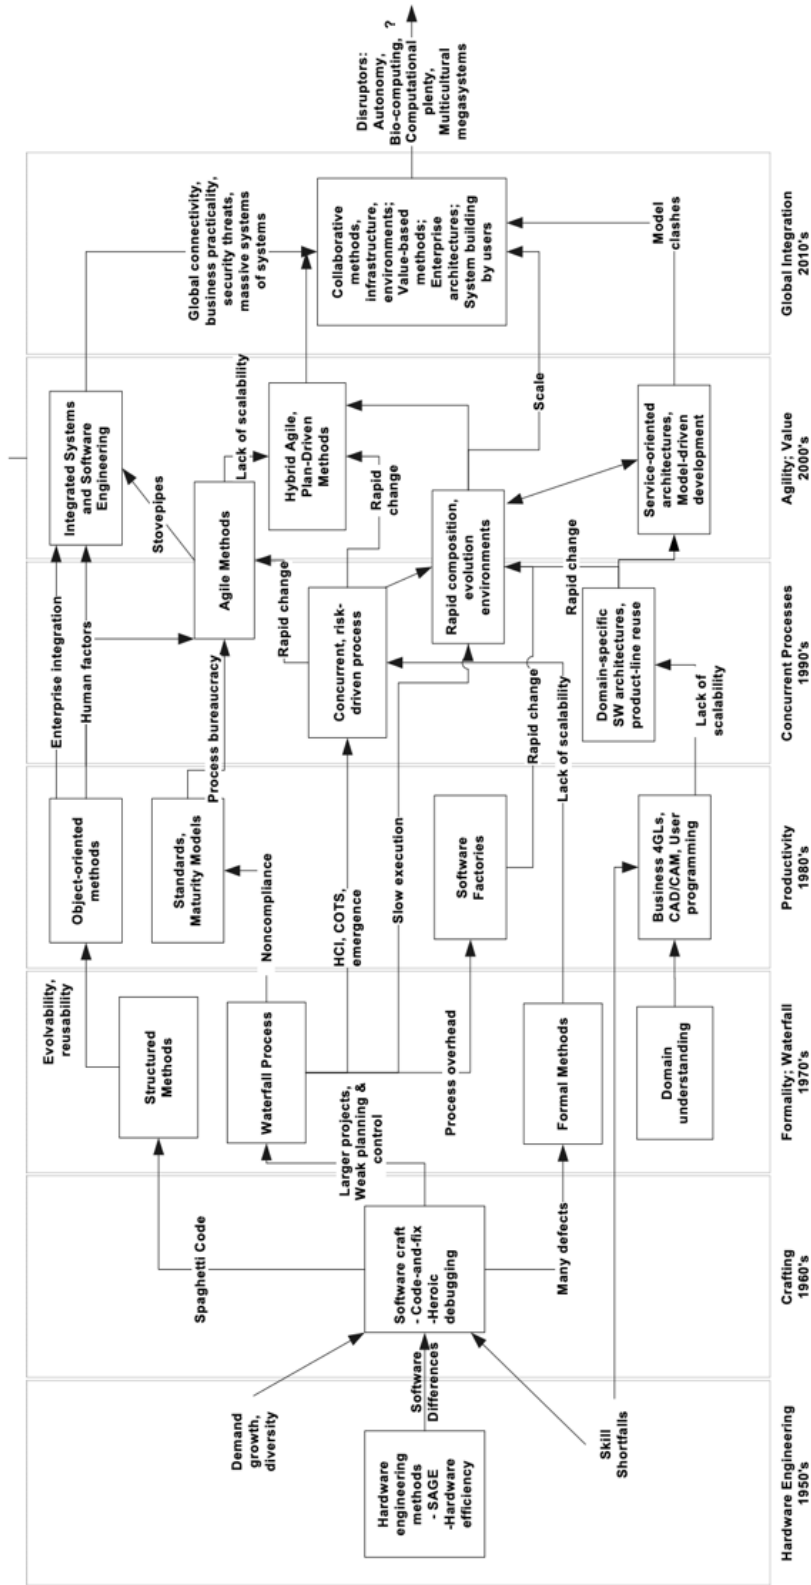 Hardware
engineering
methods
- SAGE
-Hardware
efficiency
Demand
growth,
diversity
Software
Differences
Skill
Shortfalls
Hardware Engineering
1950's
Software craft
- Code-and-fix
-Heroic
debugging
Spaghetti Code
Larger projects,
Weak planning &
control
Many defects
Crafting
1960's
Structured
Methods
Evolvability,
reusability
Waterfall Process
Noncompliance
HCI, COTS,
emergence
Process overhead
Formal Methods
Domain
understanding
Formality; Waterfall
1970's
Object-oriented
methods
Standards,
Maturity Models
Process bureaucracy
Slow execution
Software
Factories
Business 4GLs,
CAD/CAM, User
programming
Productivity
1980's
Enterprise integration
Human factors
Rapid change
Concurrent, risk-
driven process
Rapid change
Lack of scalability
Domain-specific
SW architectures,
product-line reuse
Lack of
scalability
Rapid change
Concurrent Processes
1990's
Integrated Systems
and Software
Engineering
Stovepipes
Agile Methods
Lack of scalability
Hybrid Agile,
Plan-Driven
Methods
Rapid
change
Rapid composition,
evolution
environments
Scale
Service-oriented
architectures,
Model-driven
development
Agility; Value
2000's
Global connectivity,
business practicality,
security threats,
massive systems
of systems
Collaborative
methods,
infrastructure,
environments;
Value-based
methods;
Enterprise
architectures;
System building
by users
Model
clashes
Global Integration
2010's
Disruptors:
Autonomy,
Bio-computing, ?
Computational
plenty,
Multicultural
megasystems